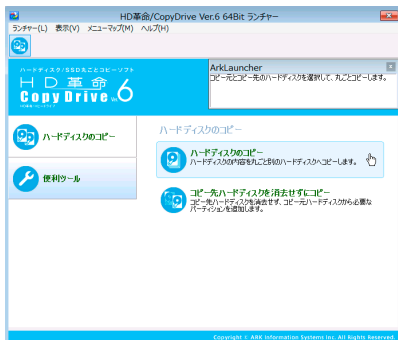 HD革命/CopyDrive Ver.6 64Bit ランチャー
ランチャー(L) 表示(V) メニューマップ(M) ヘルプ(H)
ハードディスク/SSD丸ごとコピーソフト
HD革命
Copy Drive Ver. 6
ArkLauncher
コピー元とコピー先のハードディスクを選択して、丸ごとコピーします。
ハードディスクのコピー
便利ツール
ハードディスクのコピー
ハードディスクのコピー
ハードディスクの内容を丸ごと別のハードディスクへコピーします。
コピー先ハードディスクを消去せずにコピー
コピー先ハードディスクを消去せず、コピー元ハードディスクから必要な
パーティションを追加します。
Copyright © ARK Information Systems Inc. All Rights Reserved.